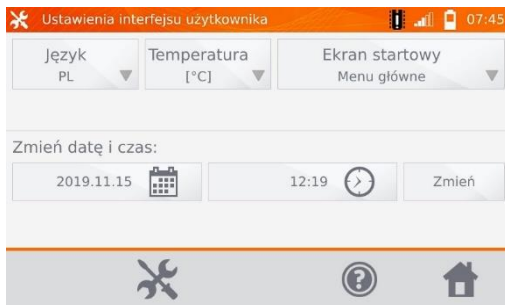 Ustawienia interfejsu użytkownika
07:45
Język
PL
Temperatura
[°C]
Ekran startowy
Menu główne
Zmień datę i czas:
2019.11.15
12:19
Zmień